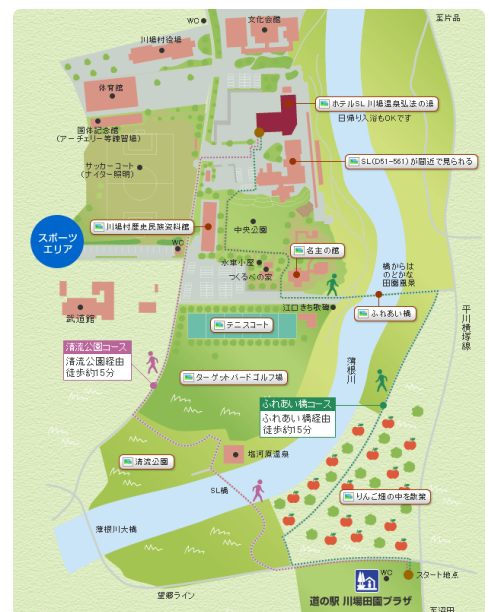 至片品
WC
文化会館
川場村役場
体育館
ホテルSL 川場温泉弘法の湯
日帰り入浴もOKです
国体記念館
(アーチェリー等練習場)
サッカーコート
(ナイター照明)
SL(D51-561)が間近で見られる
スポーツ
エリア
川場村歴史民族資料館
中央公園
WC
名主の館
水車小屋
つくるべの家
橋からは
のどかな
田園風景
江口きち歌碑
ふれあい橋
武道館
テニスコート
平川横塚線
清流公園コース
清流公園経由
徒歩約15分
薄根川
ターゲットバードゴルフ場
ふれあい橋コース
ふれあい橋経由
徒歩約15分
清流公園
塩河原温泉
SL橋
りんご畑の中を散策
薄根川大橋
望郷ライン
WC
スタート地点
道の駅 川場田園プラザ
至沼田